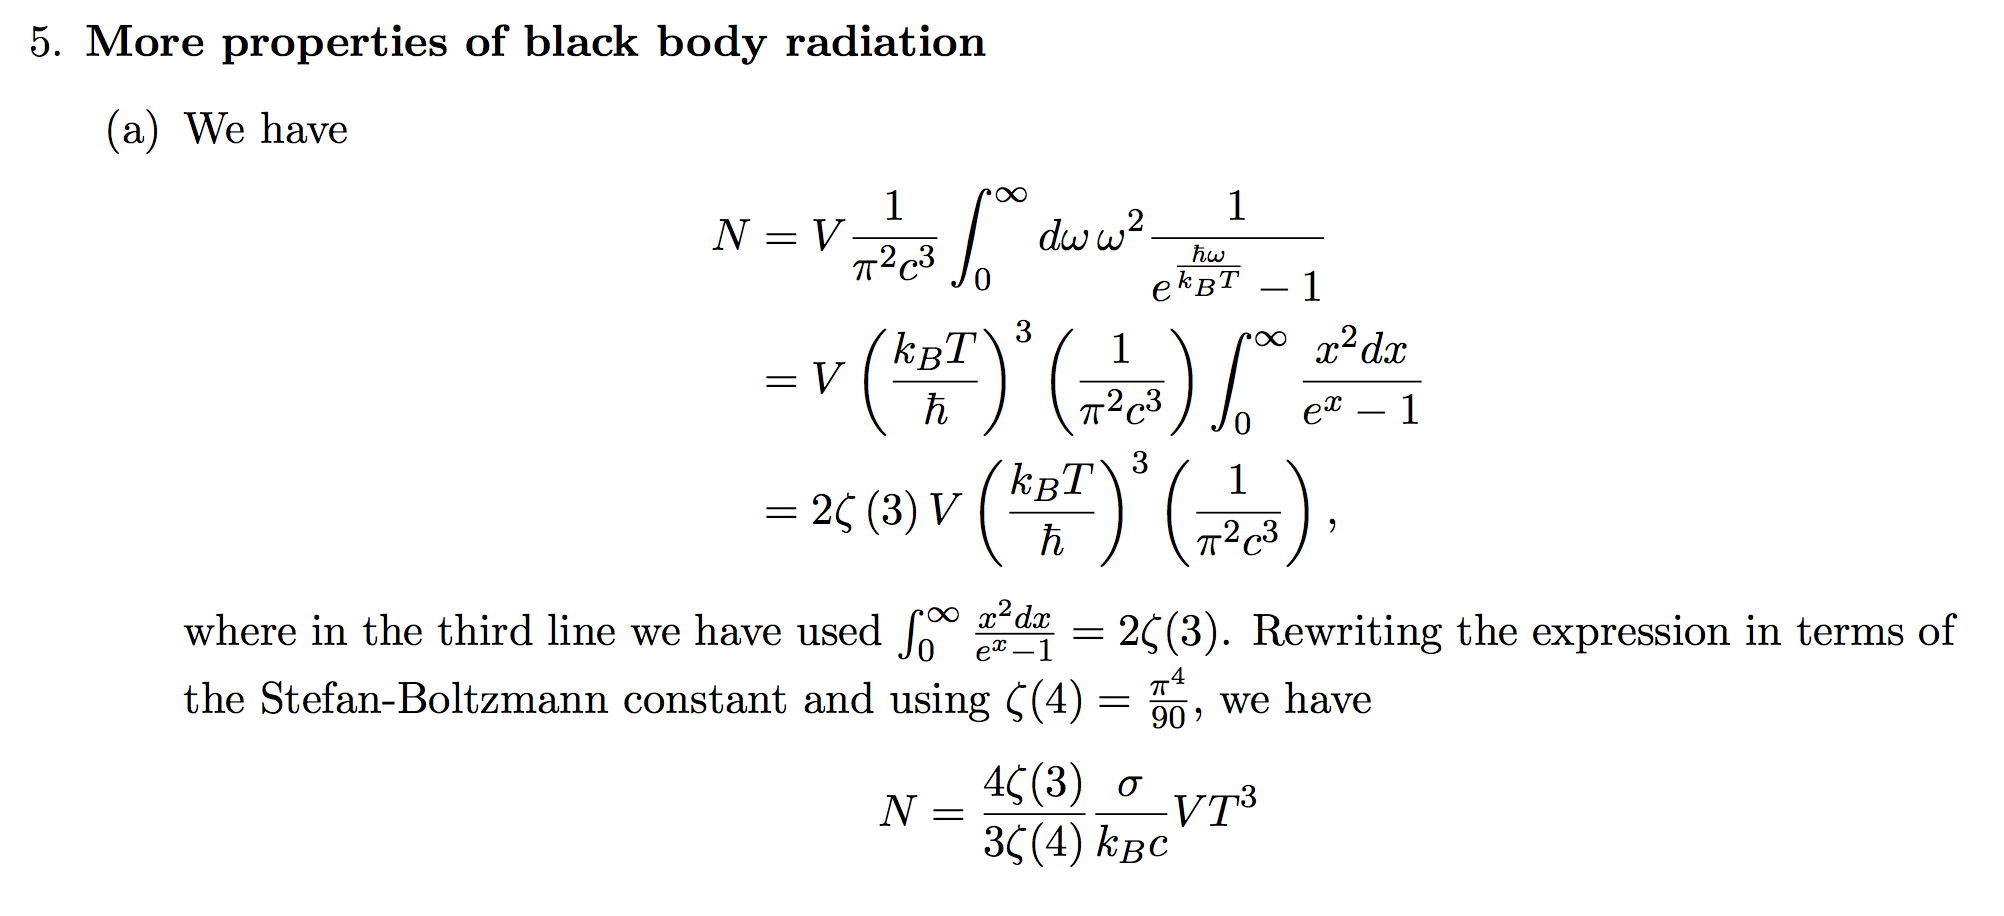 5. More properties of black body radiation
(a) We have
$N = V \frac{1}{\pi^2 c^3} \int_0^\infty d\omega\, \omega^2 \frac{1}{e^{\frac{\hbar\omega}{k_B T}} - 1}$
$= V \left( \frac{k_B T}{\hbar} \right)^3 \left( \frac{1}{\pi^2 c^3} \right) \int_0^\infty \frac{x^2 dx}{e^x - 1}$
$= 2\zeta(3) V \left( \frac{k_B T}{\hbar} \right)^3 \left( \frac{1}{\pi^2 c^3} \right),$
where in the third line we have used $\int_0^\infty \frac{x^2 dx}{e^x - 1} = 2\zeta(3)$. Rewriting the expression in terms of
the Stefan-Boltzmann constant and using $\zeta(4) = \frac{\pi^4}{90}$, we have
$N = \frac{4\zeta(3)}{3\zeta(4)} \frac{\sigma}{k_B c} V T^3$